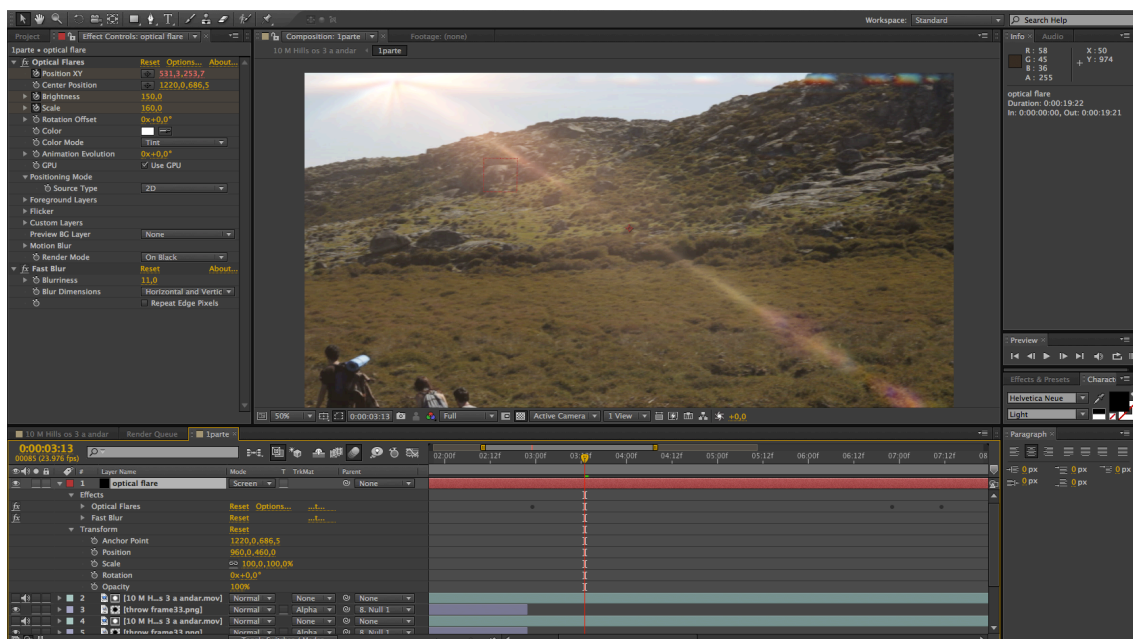 Workspace: Standard
Search Help
Project
Effect Controls: optical flare
Composition: 1parte
Footage: (none)
Info
Audio
1parte • optical flare
10 M Hills os 3 a andar
1parte
R: 58
G: 45
B: 36
A: 255
X: 50
Y: 974
fx Optical Flares Reset Options... About...
Position XY 531,3,253,7
Center Position 1220,0,686,5
Brightness 150,0
Scale 160,0
Rotation Offset 0x+0,0°
Color
Color Mode Tint
Animation Evolution 0x+0,0°
GPU Use GPU
Positioning Mode
Source Type 2D
Foreground Layers
Flicker
Custom Layers
Preview BG Layer None
Motion Blur
Render Mode On Black
fx Fast Blur Reset About...
Blurriness 11,0
Blur Dimensions Horizontal and Vertic
Repeat Edge Pixels
optical flare
Duration: 0:00:19:22
In: 0:00:00:00, Out: 0:00:19:21
Preview
Effects & Presets
Charact
Helvetica Neue
Light
50% 0:00:03:13 Full Active Camera 1 View +0,0
10 M Hills os 3 a andar
Render Queue
1parte
Paragraph
0 px 0 px 0 px
0 px 0 px
0:00:03:13
00085 (23.976 fps)
02:00f 02:12f 03:00f 04:00f 04:12f 05:00f 05:12f 06:00f 06:12f 07:00f 07:12f 08
# Layer Name Mode T TrkMat Parent
1 optical flare Screen None
Effects
fx Optical Flares Reset Options...
fx Fast Blur Reset
Transform Reset
Anchor Point 1220,0,686,5
Position 960,0,460,0
Scale 100,0,100,0%
Rotation 0x+0,0°
Opacity 100%
2 [10 M H...s 3 a andar.mov] Normal None None
3 [throw frame33.png] Normal Alpha 8. Null 1
4 [10 M H...s 3 a andar.mov] Normal None None
5 [throw frame33.png] Normal Alpha 8. Null 1